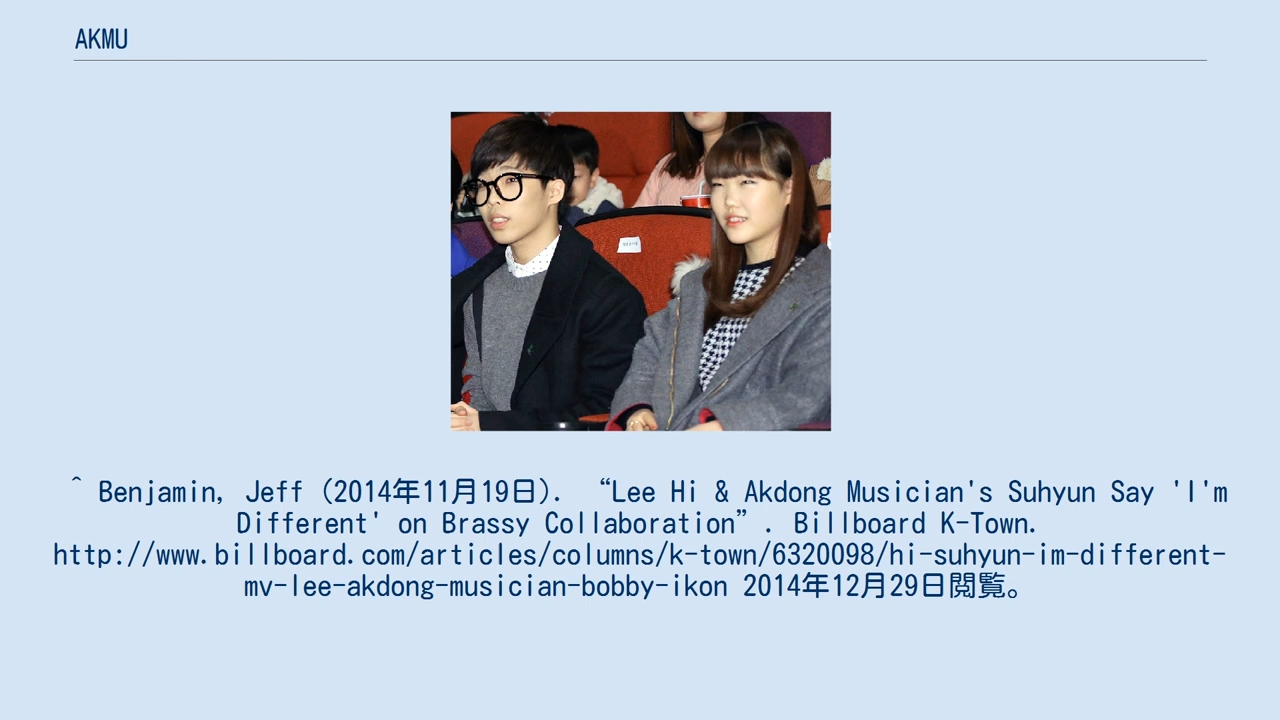 AKMU
^ Benjamin, Jeff (2014年11月19日). “Lee Hi & Akdong Musician's Suhyun Say 'I'm
Different' on Brassy Collaboration”. Billboard K-Town.
http://www.billboard.com/articles/columns/k-town/6320098/hi-suhyun-im-different-
mv-lee-akdong-musician-bobby-ikon 2014年12月29日閲覧。